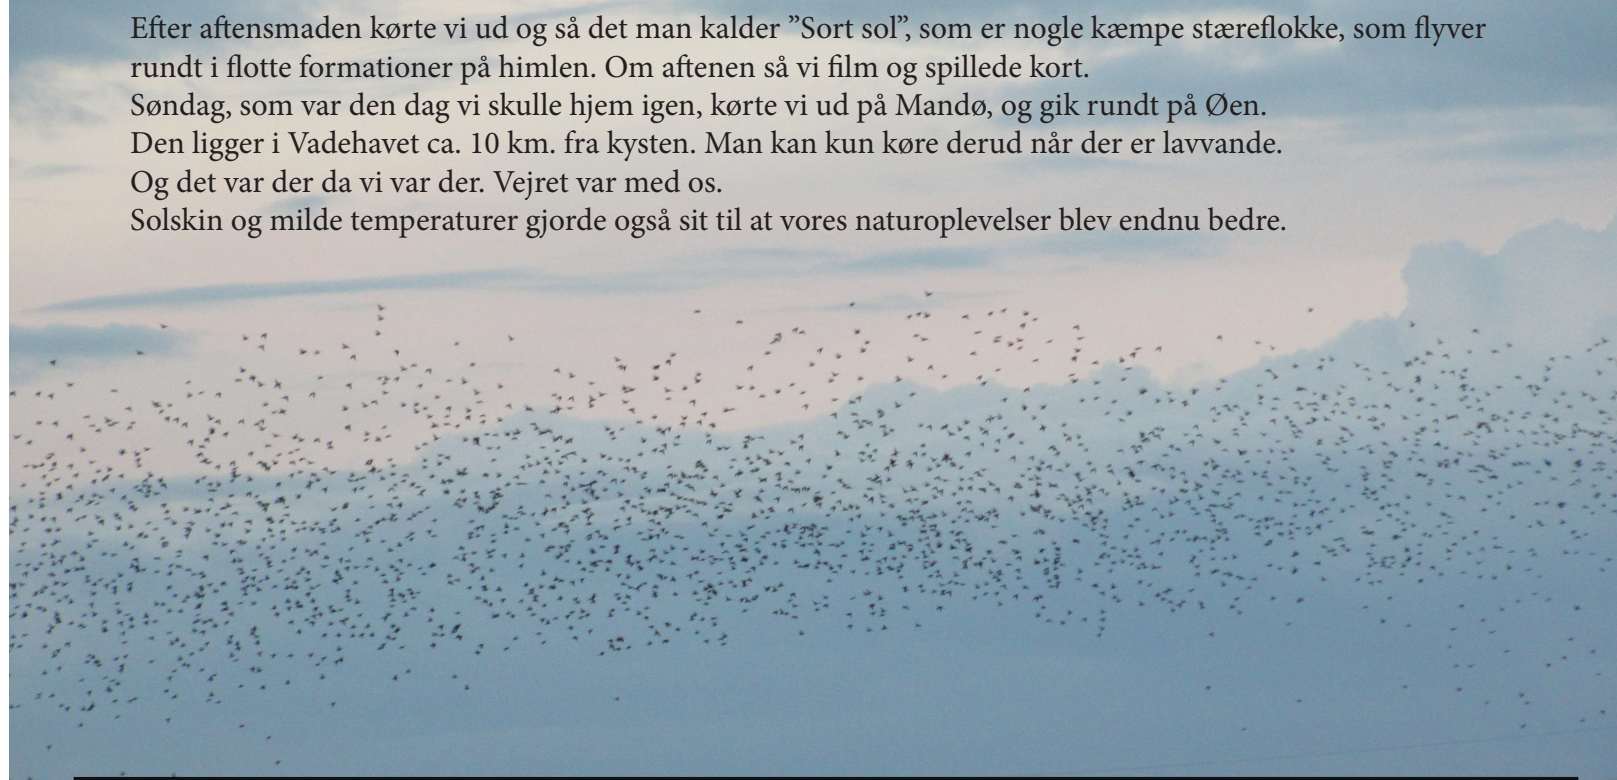 Efter aftensmaden kørte vi ud og så det man kalder ”Sort sol”, som er nogle kæmpe stæreflokke, som flyver
rundt i flotte formationer på himlen. Om aftenen så vi film og spillede kort.
Søndag, som var den dag vi skulle hjem igen, kørte vi ud på Mandø, og gik rundt på Øen.
Den ligger i Vadehavet ca. 10 km. fra kysten. Man kan kun køre derud når der er lavvande.
Og det var der da vi var der. Vejret var med os.
Solskin og milde temperaturer gjorde også sit til at vores naturoplevelser blev endnu bedre.